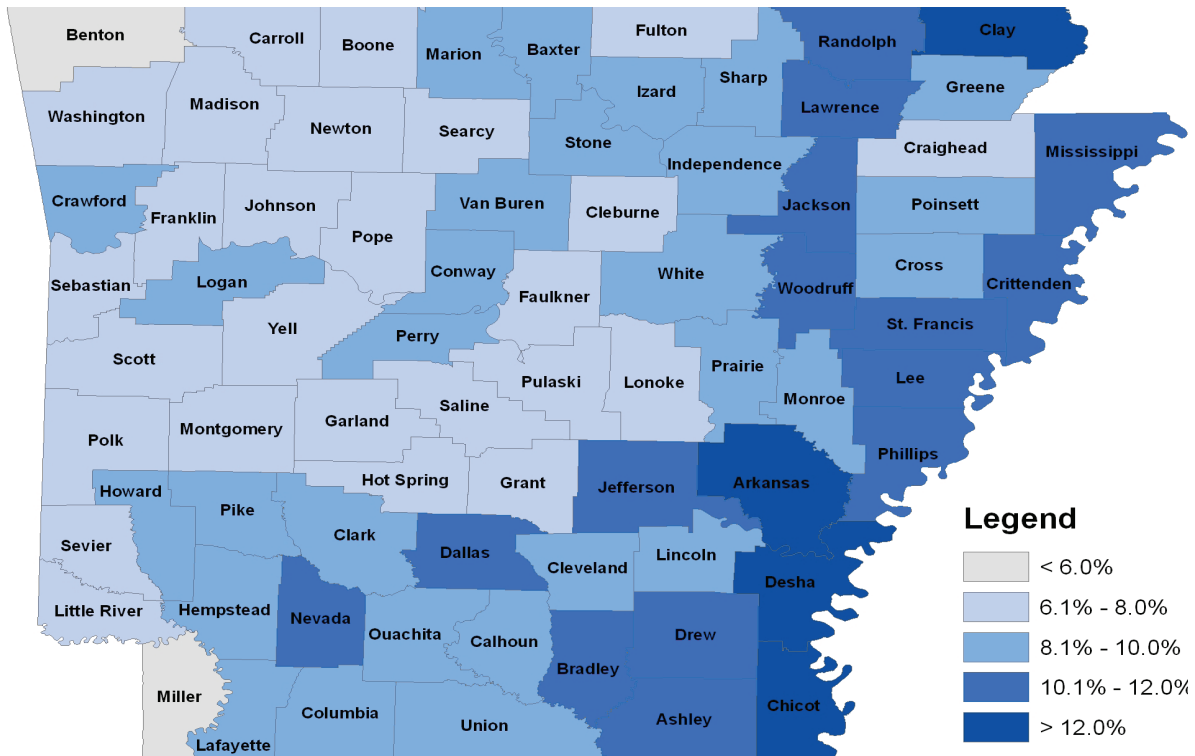 Benton
Carroll
Boone
Marion
Baxter
Fulton
Sharp
Randolph
Clay
Washington
Madison
Newton
Searcy
Izard
Lawrence
Greene
Stone
Independence
Craighead
Mississippi
Crawford
Franklin
Johnson
Pope
Van Buren
Cleburne
Jackson
Poinsett
Sebastian
Logan
Conway
White
Woodruff
Cross
Crittenden
Yell
Faulkner
Perry
St. Francis
Scott
Pulaski
Lonoke
Prairie
Lee
Polk
Montgomery
Garland
Saline
Monroe
Phillips
Howard
Hot Spring
Grant
Jefferson
Arkansas
Pike
Clark
Sevier
Dallas
Cleveland
Lincoln
Desha
Little River
Hempstead
Nevada
Ouachita
Calhoun
Drew
Bradley
Miller
Columbia
Union
Ashley
Chicot
Lafayette
Legend
< 6.0%
6.1% - 8.0%
8.1% - 10.0%
10.1% - 12.0%
> 12.0%